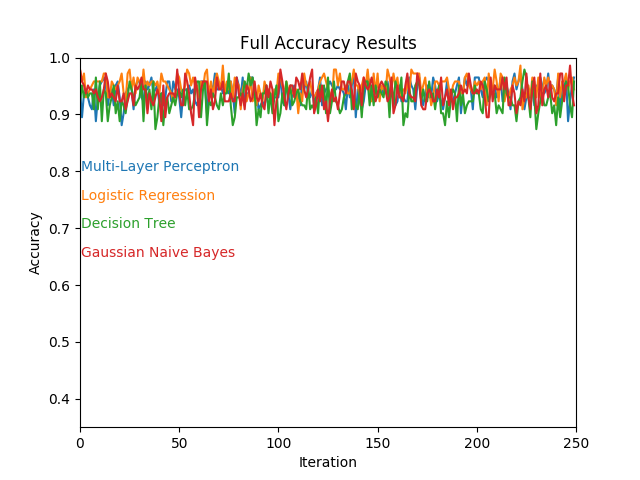 Full Accuracy Results
1.0
0.9
0.8
0.7
0.6
0.5
0.4
Accuracy
Multi-Layer Perceptron
Logistic Regression
Decision Tree
Gaussian Naive Bayes
0 50 100 150 200 250
Iteration